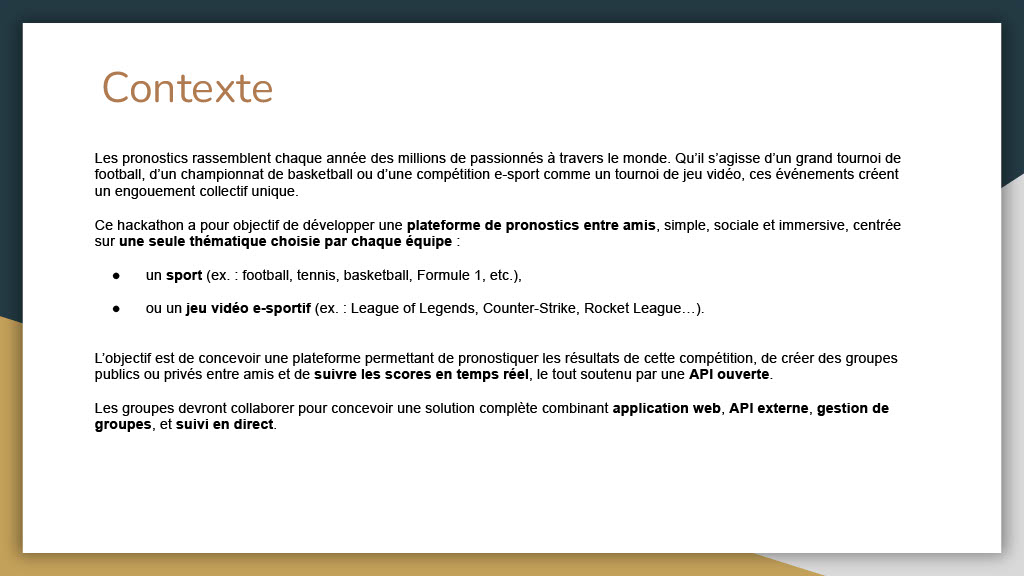 Contexte
Les pronostics rassemblent chaque année des millions de passionnés à travers le monde. Qu’il s’agisse d’un grand tournoi de
football, d’un championnat de basketball ou d’une compétition e-sport comme un tournoi de jeu vidéo, ces événements créent
un engouement collectif unique.
Ce hackathon a pour objectif de développer une plateforme de pronostics entre amis, simple, sociale et immersive, centrée
sur une seule thématique choisie par chaque équipe :
● un sport (ex. : football, tennis, basketball, Formule 1, etc.),
● ou un jeu vidéo e-sportif (ex. : League of Legends, Counter-Strike, Rocket League…).
L’objectif est de concevoir une plateforme permettant de pronostiquer les résultats de cette compétition, de créer des groupes
publics ou privés entre amis et de suivre les scores en temps réel, le tout soutenu par une API ouverte.
Les groupes devront collaborer pour concevoir une solution complète combinant application web, API externe, gestion de
groupes, et suivi en direct.